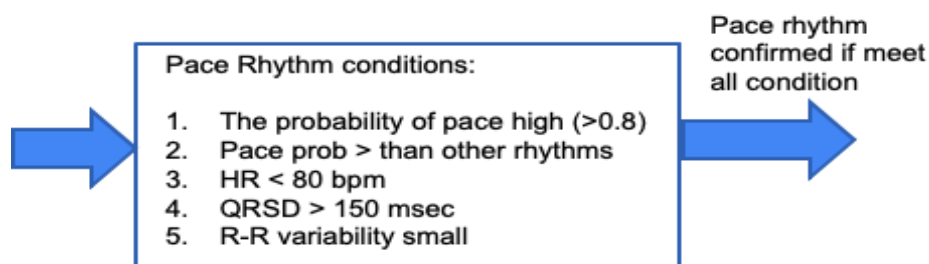 Pace Rhythm conditions:
1. The probability of pace high (>0.8)
2. Pace prob > than other rhythms
3. HR < 80 bpm
4. QRSD > 150 msec
5. R-R variability small
Pace rhythm
confirmed if meet
all condition